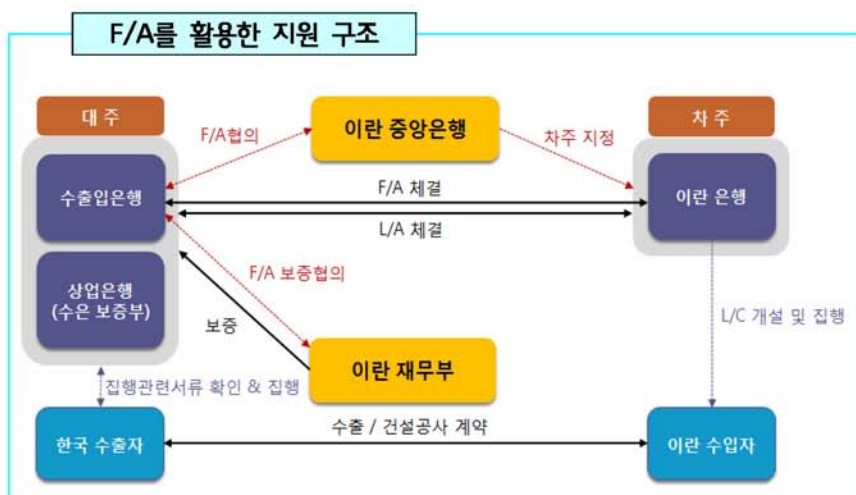 F/A를 활용한 지원 구조
대 주
이란 중앙은행
차 주
F/A협의
차주 지정
수출입은행
F/A 체결
이란 은행
L/A 체결
상업은행
(수은 보증부)
F/A 보증협의
보증
L/C 개설 및 집행
이란 재무부
집행관련서류 확인 & 집행
한국 수출자
수출 / 건설공사 계약
이란 수입자